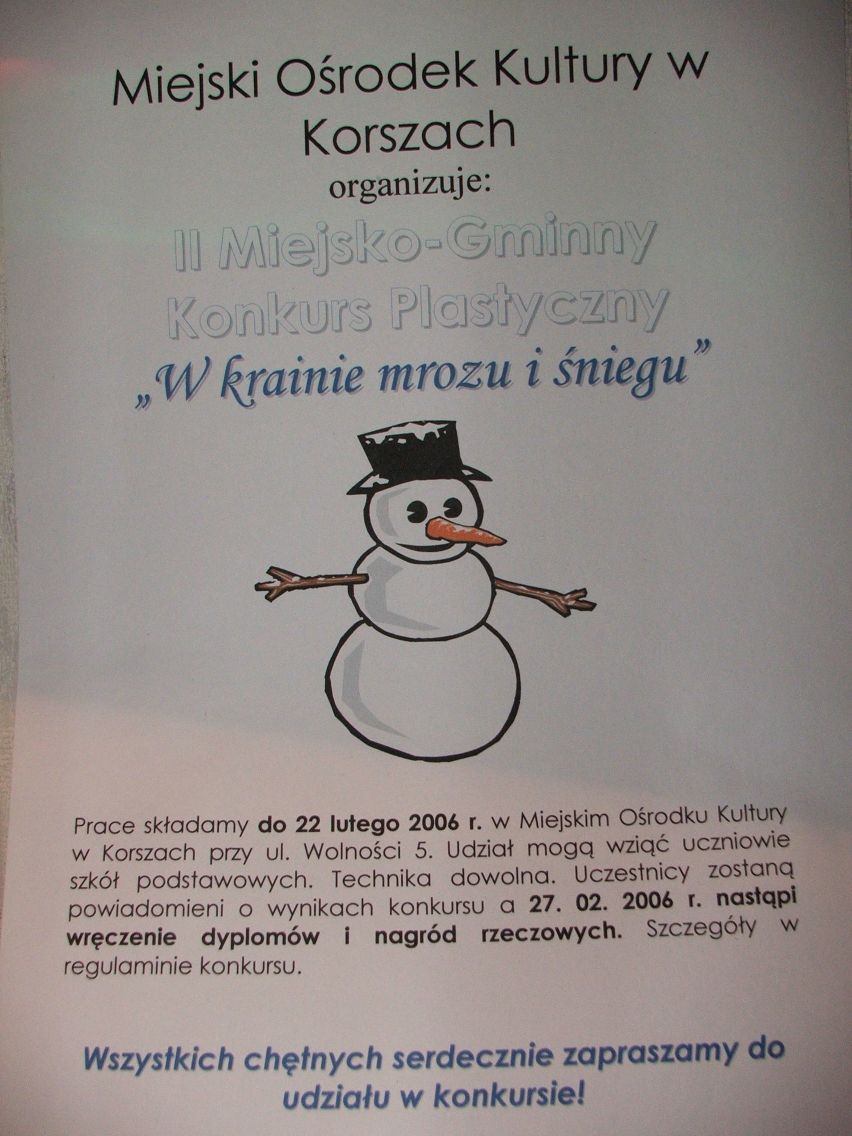 Miejski Ośrodek Kultury w
Korszach
organizuje:
II Miejsko-Gminny
Konkurs Plastyczny
„W krainie mrozu i śniegu”
Prace składamy do 22 lutego 2006 r. w Miejskim Ośrodku Kultury
w Korszach przy ul. Wolności 5. Udział mogą wziąć uczniowie
szkół podstawowych. Technika dowolna. Uczestnicy zostaną
powiadomieni o wynikach konkursu a 27. 02. 2006 r. nastąpi
wręczenie dyplomów i nagród rzeczowych. Szczegóły w
regulaminie konkursu.
Wszystkich chętnych serdecznie zapraszamy do
udziału w konkursie!